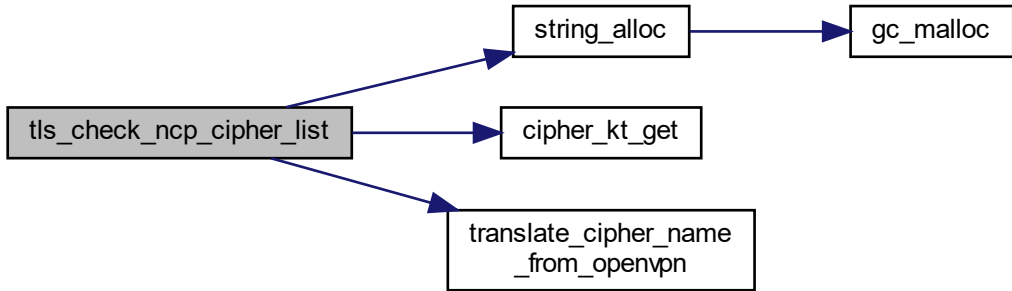 string_alloc
gc_malloc
tls_check_ncp_cipher_list
cipher_kt_get
translate_cipher_name
_from_openvpn